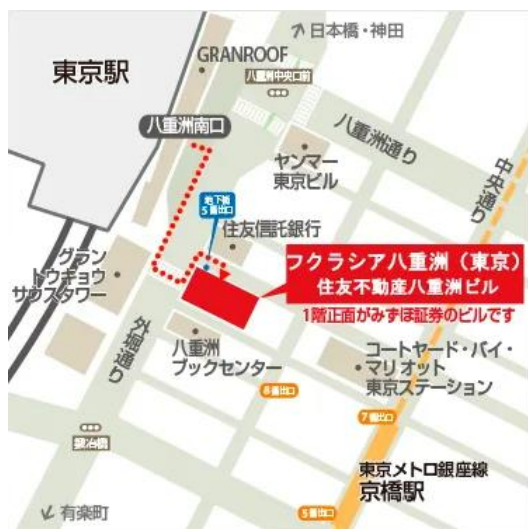 日本橋・神田
GRANROOF
東京駅
八重洲中央口前
八重洲南口
八重洲通り
ヤンマー
東京ビル
中央通り
地下街
5番出口
住友信託銀行
フクラシア八重洲（東京）
住友不動産八重洲ビル
1階正面がみずほ証券のビルです
グラン
トウキョウ
サウスタワー
外堀通り
八重洲
ブックセンター
コートヤード・バイ・
マリオット
東京ステーション
8番出口
7番出口
鍛冶橋
東京メトロ銀座線
京橋駅
有楽町
5番出口